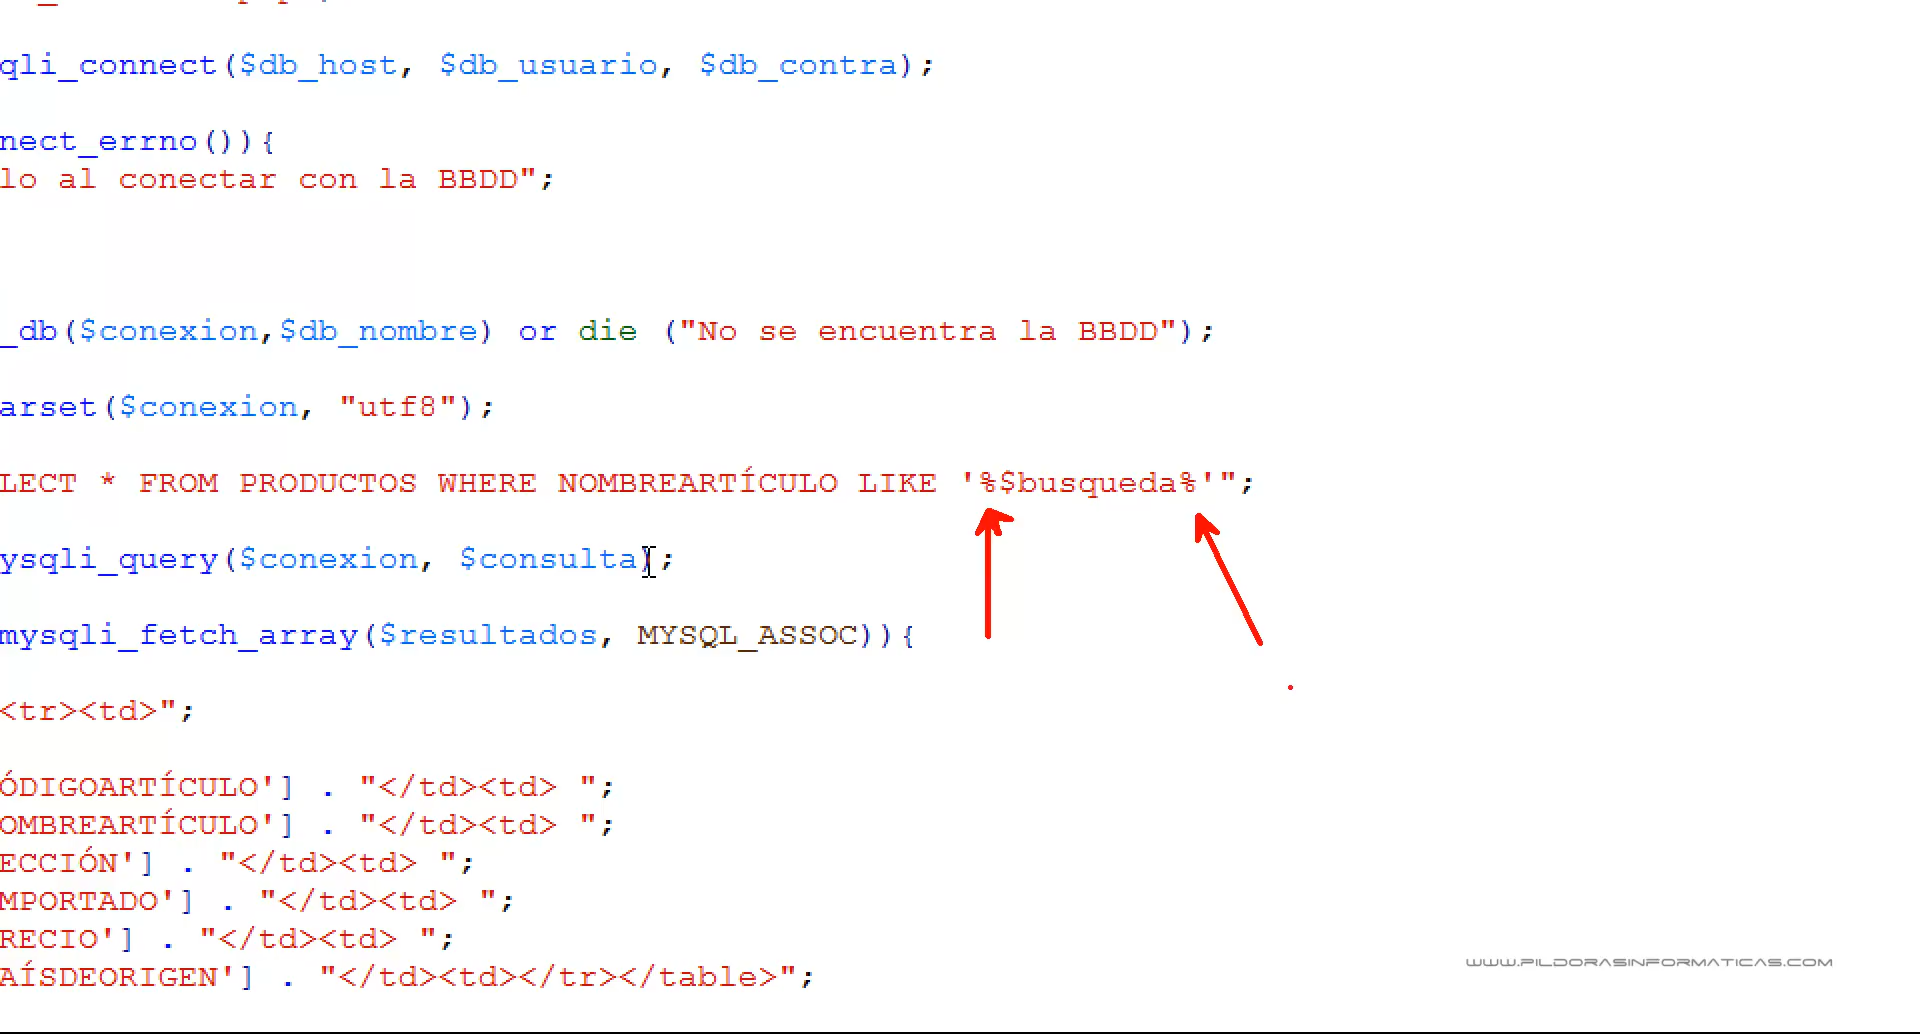 qli_connect($db_host, $db_usuario, $db_contra);
nect_errno()){
lo al conectar con la BBDD";
_db($conexion,$db_nombre) or die ("No se encuentra la BBDD");
arset($conexion, "utf8");
LECT * FROM PRODUCTOS WHERE NOMBREARTÍCULO LIKE '%$busqueda%'";
ysqli_query($conexion, $consulta);
mysqli_fetch_array($resultados, MYSQL_ASSOC)){
<tr><td>";
ÓDIGOARTÍCULO'] . "</td><td> ";
OMBREARTÍCULO'] . "</td><td> ";
ECCIÓN'] . "</td><td> ";
MPORTADO'] . "</td><td> ";
RECIO'] . "</td><td> ";
AÍSDEORIGEN'] . "</td><td></tr></table>";
WWW.PILDORASINFORMATICAS.COM